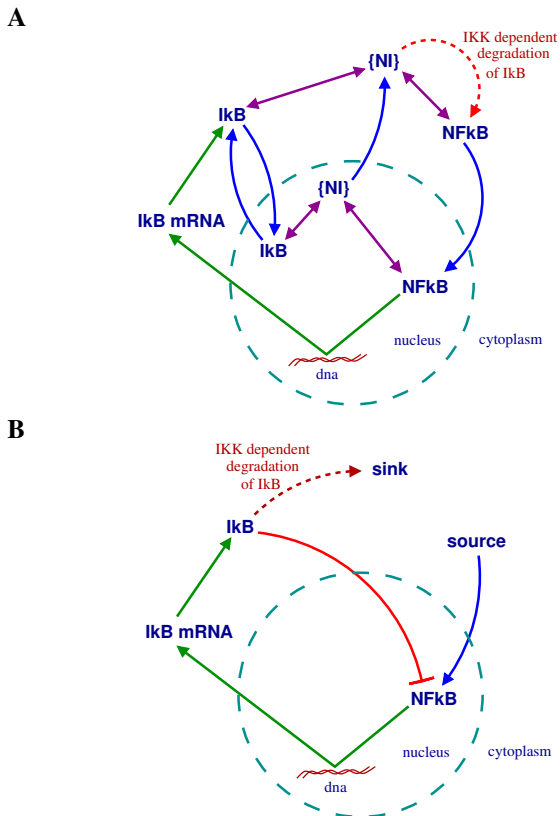 A
IKK dependent
degradation
of IkB
{NI}
IkB
NFkB
{NI}
IkB mRNA
IkB
NFkB
nucleus cytoplasm
dna
B
IKK dependent
degradation
of IkB
sink
IkB
source
IkB mRNA
NFkB
nucleus cytoplasm
dna